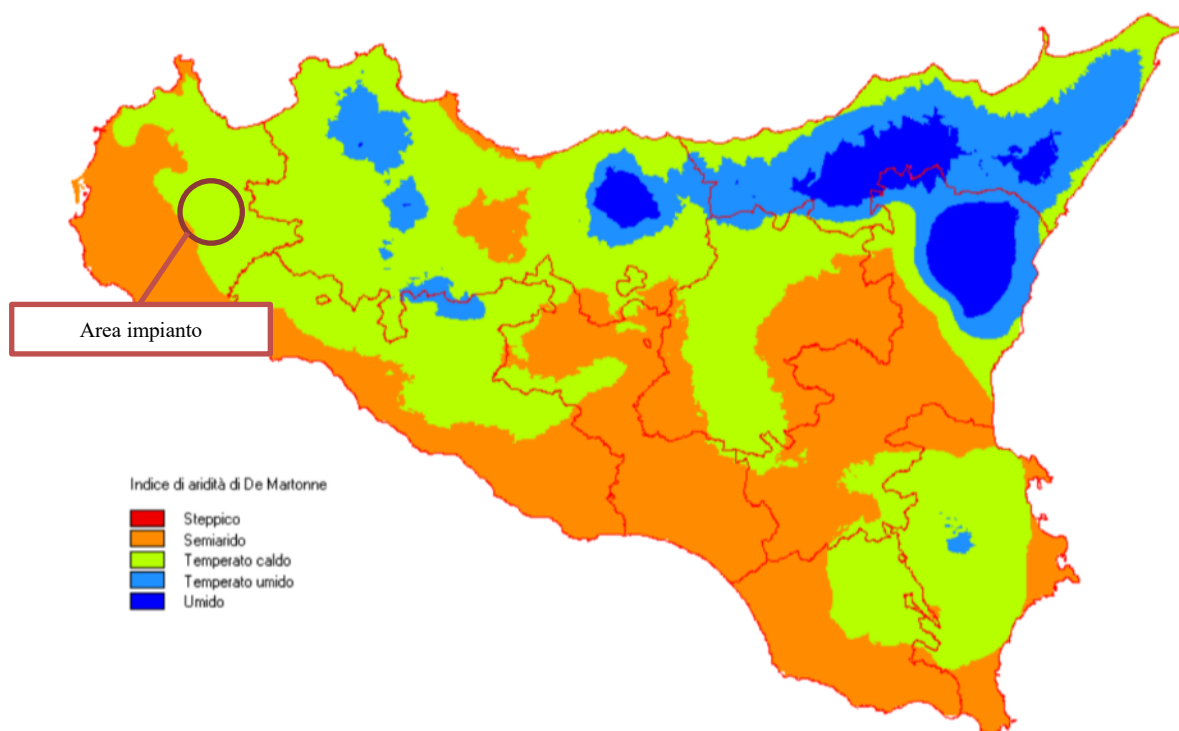 Area impianto
Indice di aridità di De Martonne
Steppico
Semiarido
Temperato caldo
Temperato umido
Umido